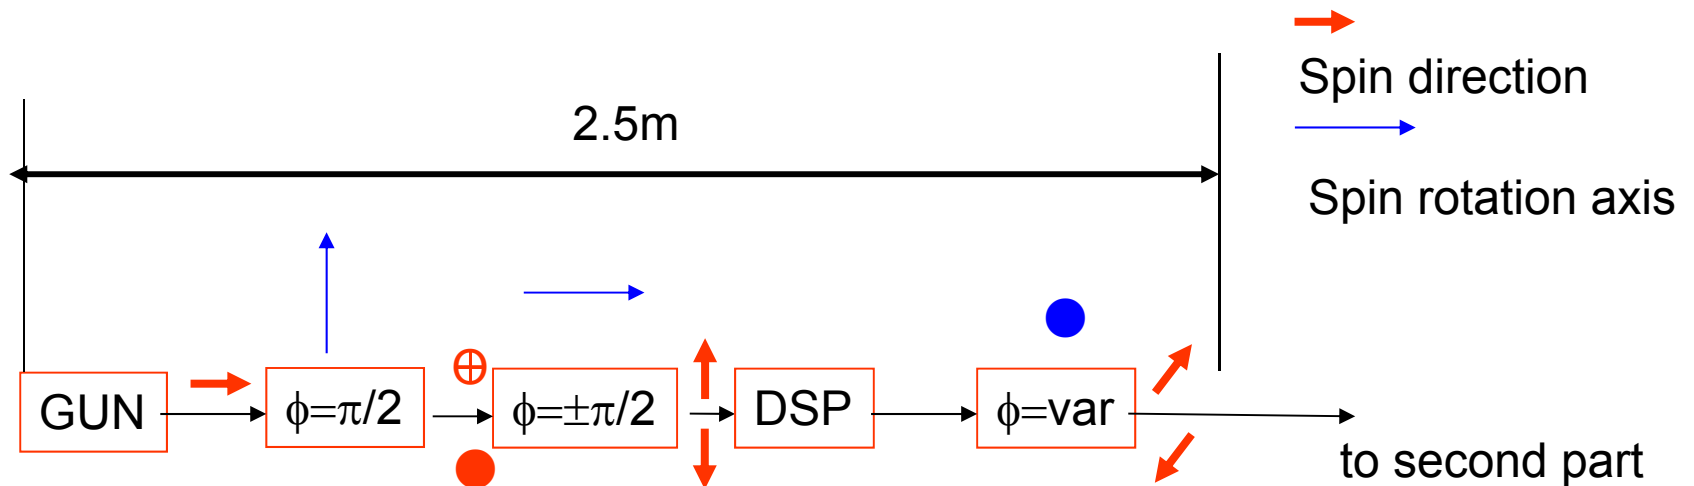 Spin direction
2.5m
Spin rotation axis
GUN
ϕ=π/2
ϕ=±π/2
DSP
ϕ=var
to second part